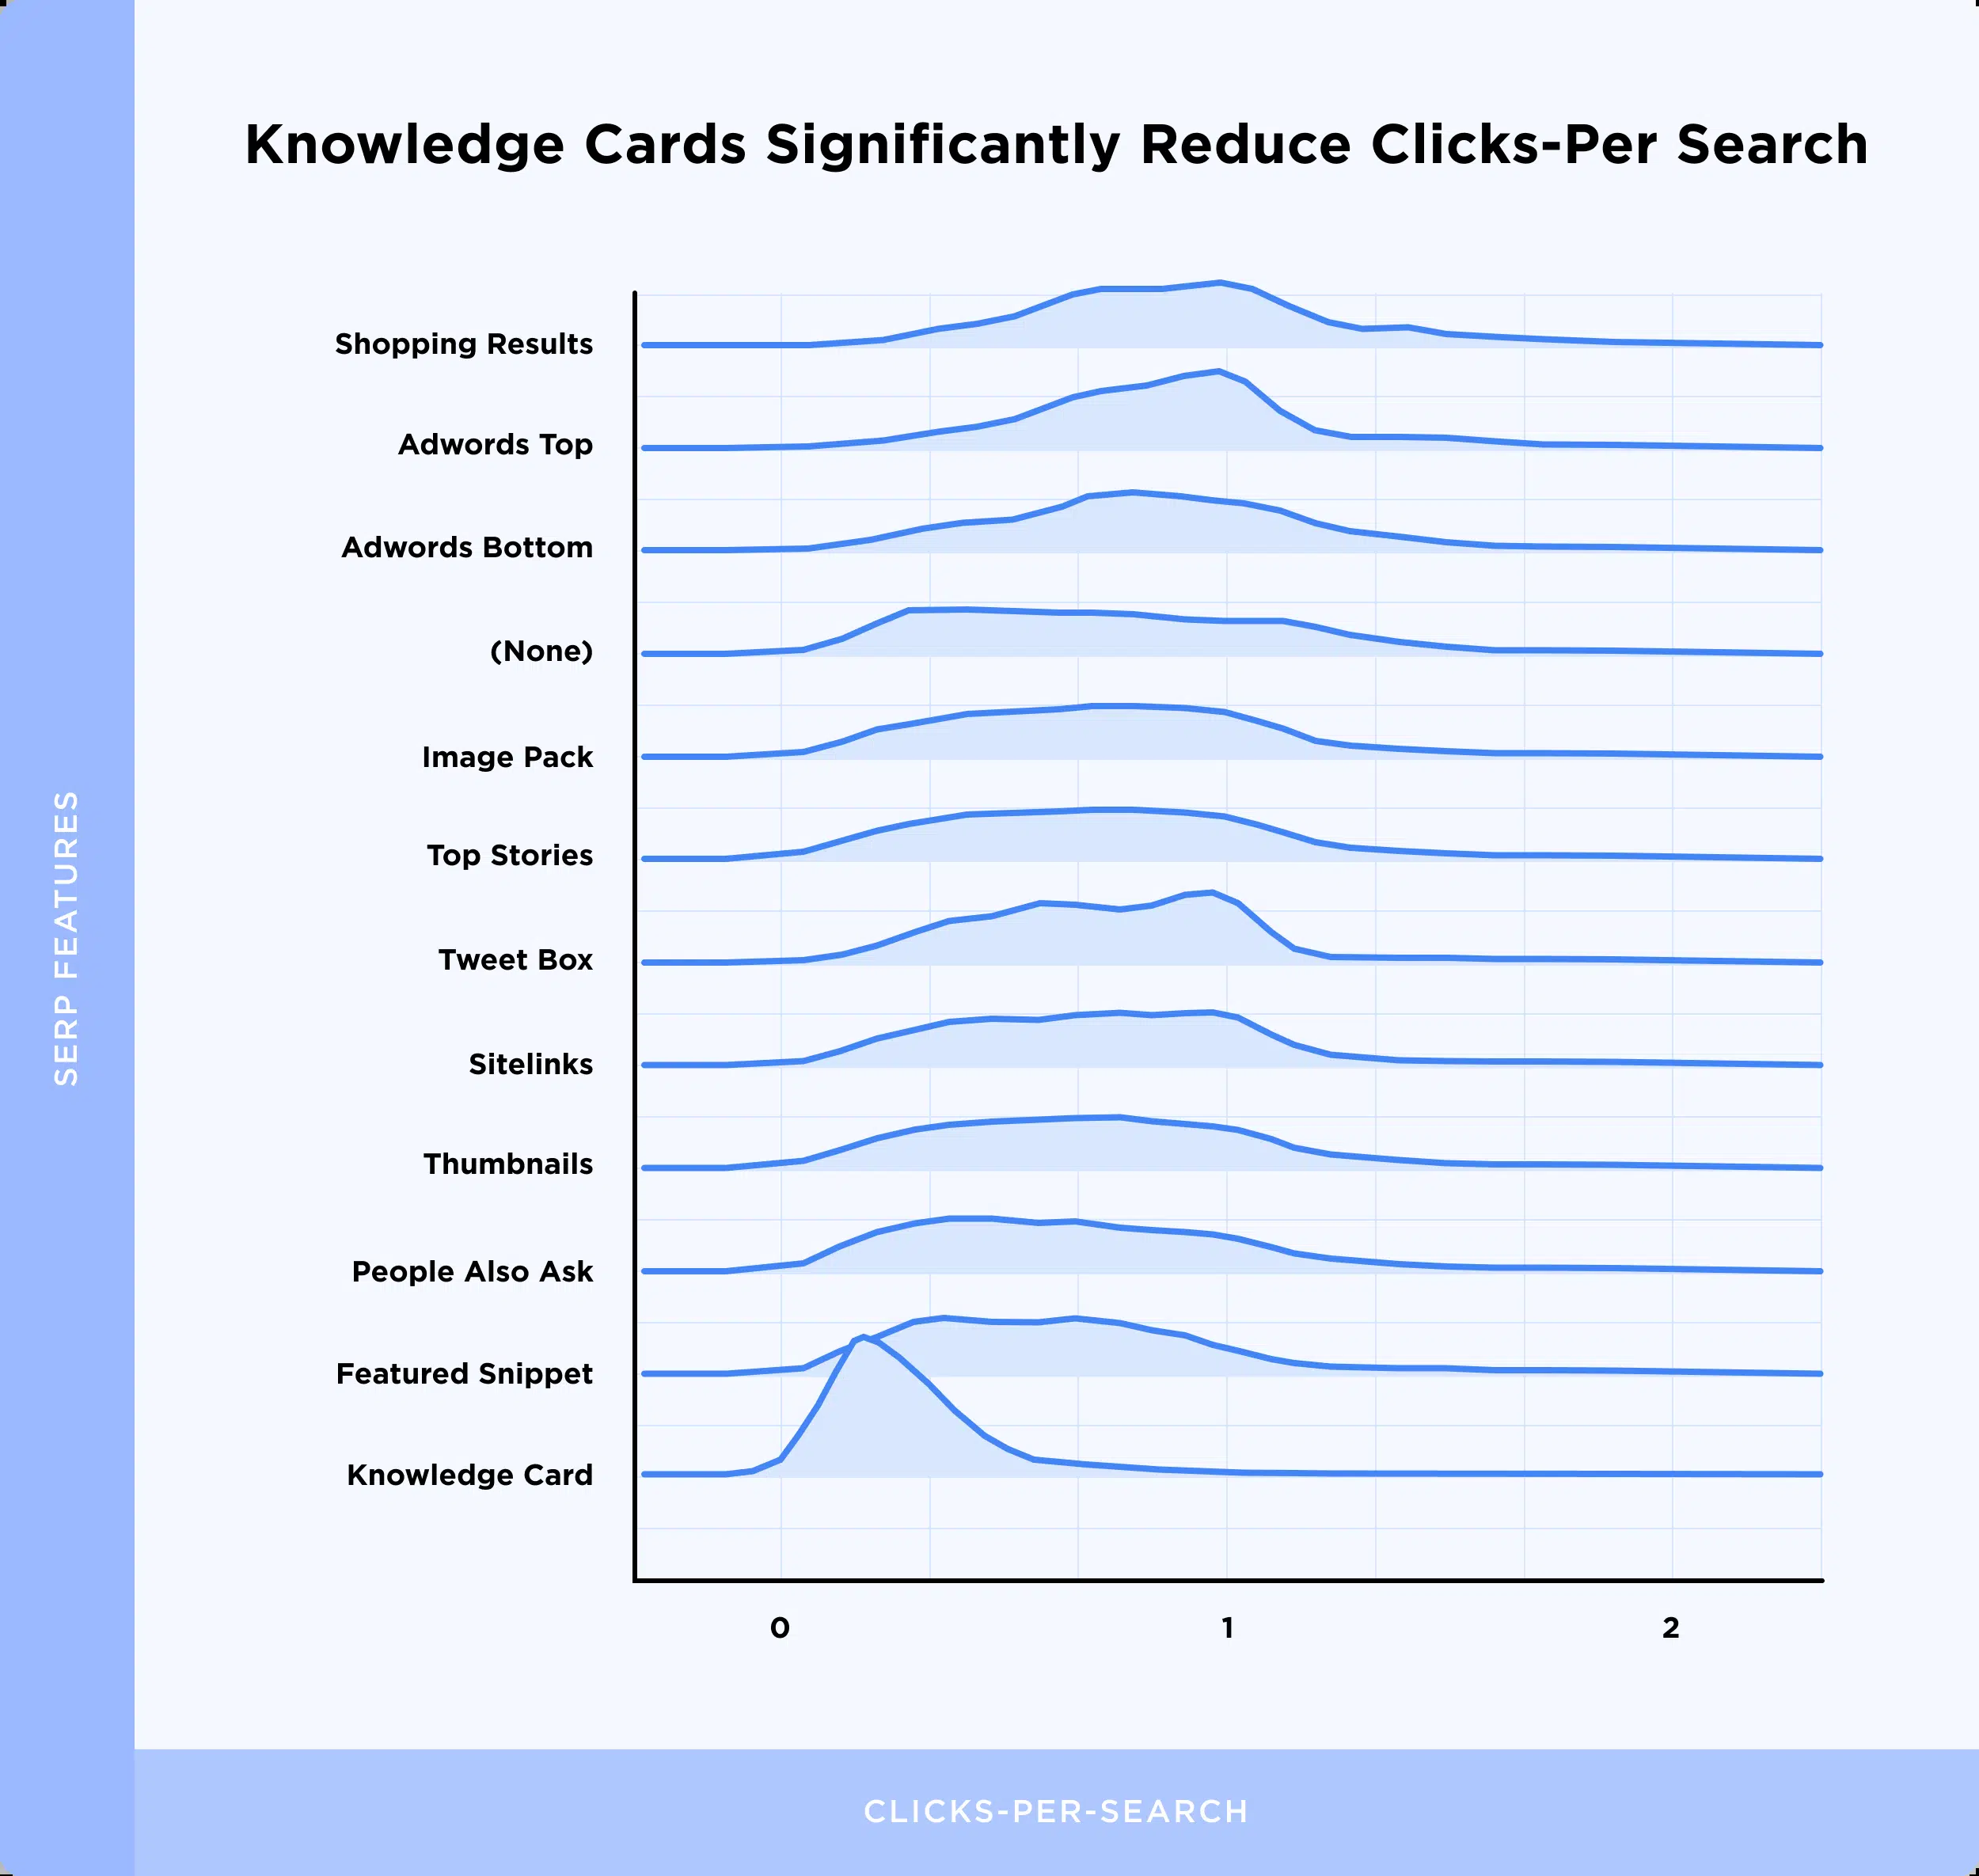 Knowledge Cards Significantly Reduce Clicks-Per Search
SERP FEATURES
Shopping Results
Adwords Top
Adwords Bottom
(None)
Image Pack
Top Stories
Tweet Box
Sitelinks
Thumbnails
People Also Ask
Featured Snippet
Knowledge Card
0 1 2
CLICKS-PER-SEARCH